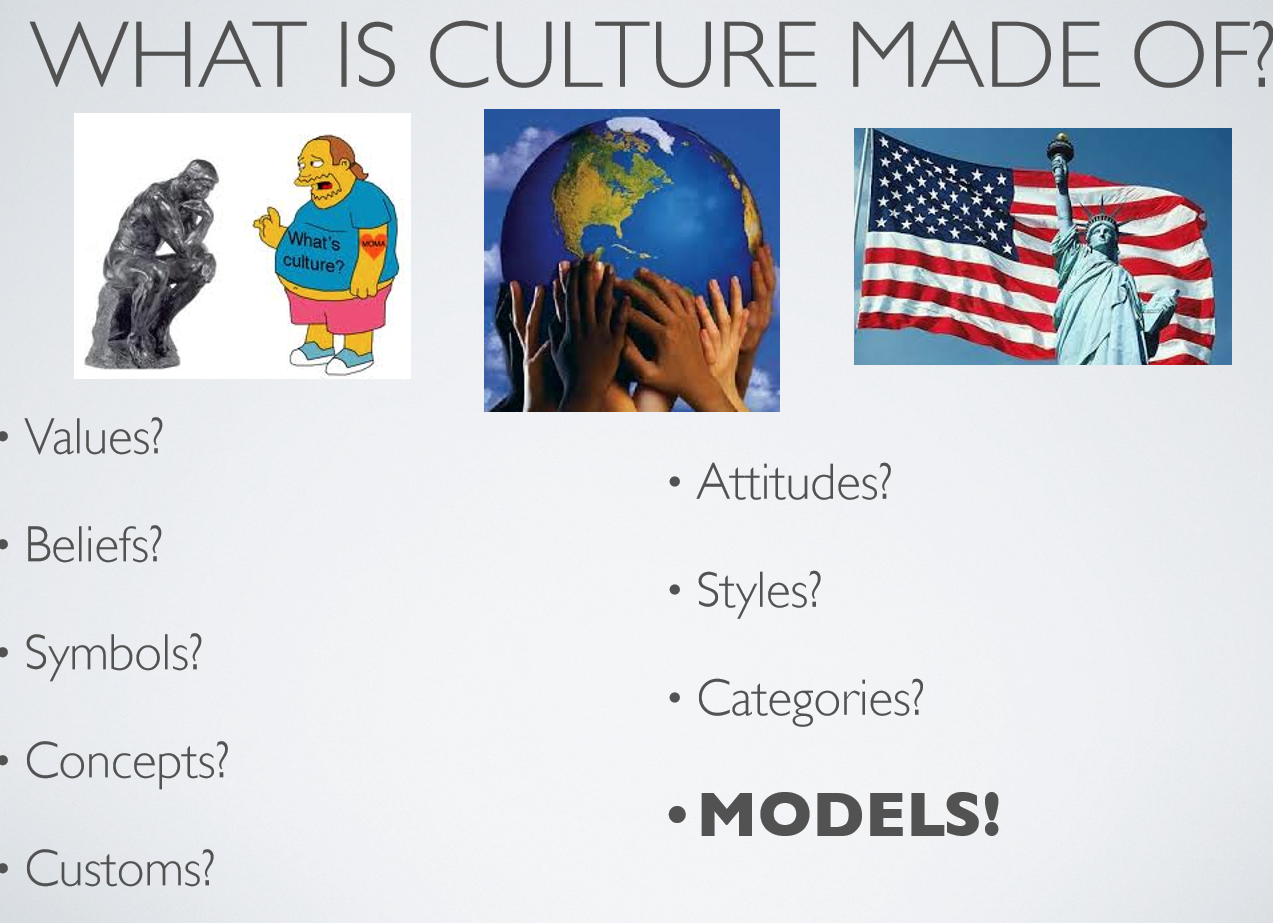 WHAT IS CULTURE MADE OF?
What's
culture?
MOMA
• Values?
• Beliefs?
• Symbols?
• Concepts?
• Customs?
• Attitudes?
• Styles?
• Categories?
• MODELS!